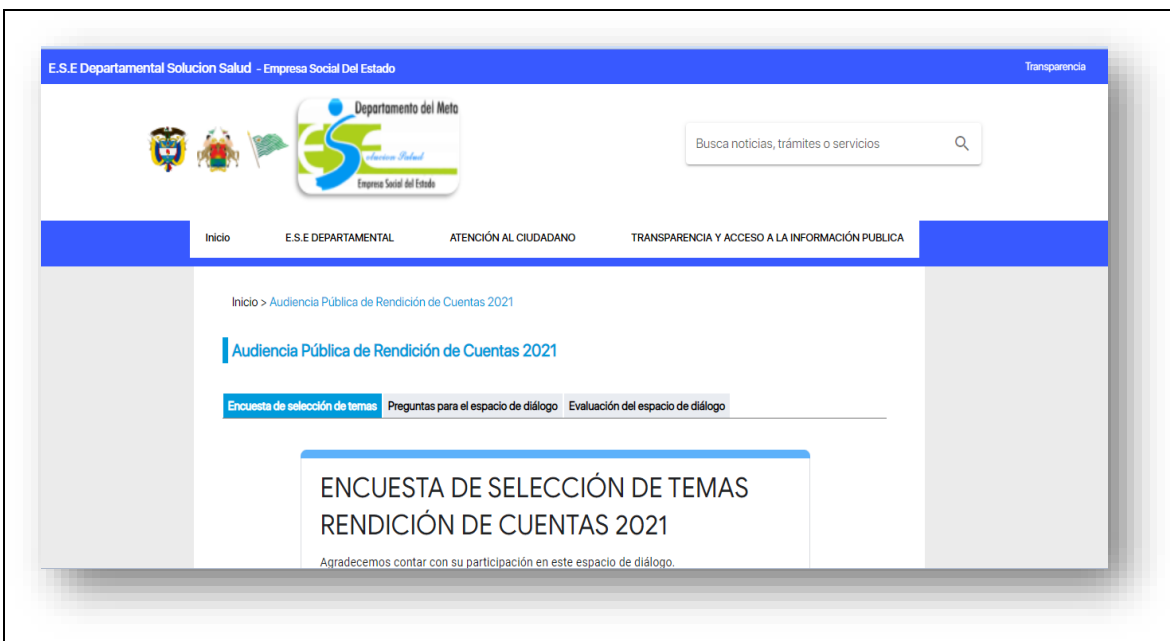 E.S.E Departamental Solucion Salud - Empresa Social Del Estado
Transparencia
Departamento del Meta
ESE
olucion Salud
Empresa Social del Estado
Busca noticias, trámites o servicios
Inicio E.S.E DEPARTAMENTAL ATENCIÓN AL CIUDADANO TRANSPARENCIA Y ACCESO A LA INFORMACIÓN PUBLICA
Inicio > Audiencia Pública de Rendición de Cuentas 2021
Audiencia Pública de Rendición de Cuentas 2021
Encuesta de selección de temas Preguntas para el espacio de diálogo Evaluación del espacio de diálogo
ENCUESTA DE SELECCIÓN DE TEMAS
RENDICIÓN DE CUENTAS 2021
Agradecemos contar con su participación en este espacio de diálogo.